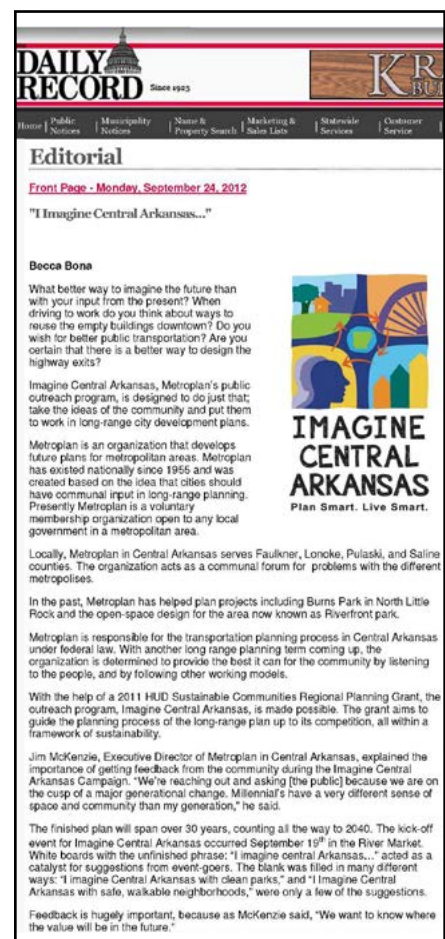 DAILY
RECORD
Since 1923
Home
Public Notices
Municipality Notices
Name & Property Search
Marketing & Sales Lists
Statewide Services
Customer Service
Editorial
Front Page - Monday, September 24, 2012
"I Imagine Central Arkansas..."
Becca Bona
What better way to imagine the future than
with your input from the present? When
driving to work do you think about ways to
reuse the empty buildings downtown? Do you
wish for better public transportation? Are you
certain that there is a better way to design the
highway exits?
Imagine Central Arkansas, Metroplan's public
outreach program, is designed to do just that;
take the ideas of the community and put them
to work in long-range city development plans.
Metroplan is an organization that develops
future plans for metropolitan areas. Metroplan
has existed nationally since 1955 and was
created based on the idea that cities should
have communal input in long-range planning.
Presently Metroplan is a voluntary
membership organization open to any local
government in a metropolitan area.
IMAGINE
CENTRAL
ARKANSAS
Plan Smart. Live Smart.
Locally, Metroplan in Central Arkansas serves Faulkner, Lonoke, Pulaski, and Saline
counties. The organization acts as a communal forum for problems with the different
metropolises.
In the past, Metroplan has helped plan projects including Burns Park in North Little
Rock and the open-space design for the area now known as Riverfront park.
Metroplan is responsible for the transportation planning process in Central Arkansas
under federal law. With another long range planning term coming up, the
organization is determined to provide the best it can for the community by listening
to the people, and by following other working models.
With the help of a 2011 HUD Sustainable Communities Regional Planning Grant, the
outreach program, Imagine Central Arkansas, is made possible. The grant aims to
guide the planning process of the long-range plan up to its competition, all within a
framework of sustainability.
Jim McKenzie, Executive Director of Metroplan in Central Arkansas, explained the
importance of getting feedback from the community during the Imagine Central
Arkansas Campaign. "We're reaching out and asking [the public] because we are on
the cusp of a major generational change. Millennial's have a very different sense of
space and community than my generation," he said.
The finished plan will span over 30 years, counting all the way to 2040. The kick-off
event for Imagine Central Arkansas occurred September 19th in the River Market.
White boards with the unfinished phrase: "I imagine central Arkansas..." acted as a
catalyst for suggestions from event-goers. The blank was filled in many different
ways: "I imagine Central Arkansas with clean parks," and "I Imagine Central
Arkansas with safe, walkable neighborhoods," were only a few of the suggestions.
Feedback is hugely important, because as McKenzie said, "We want to know where
the value will be in the future."